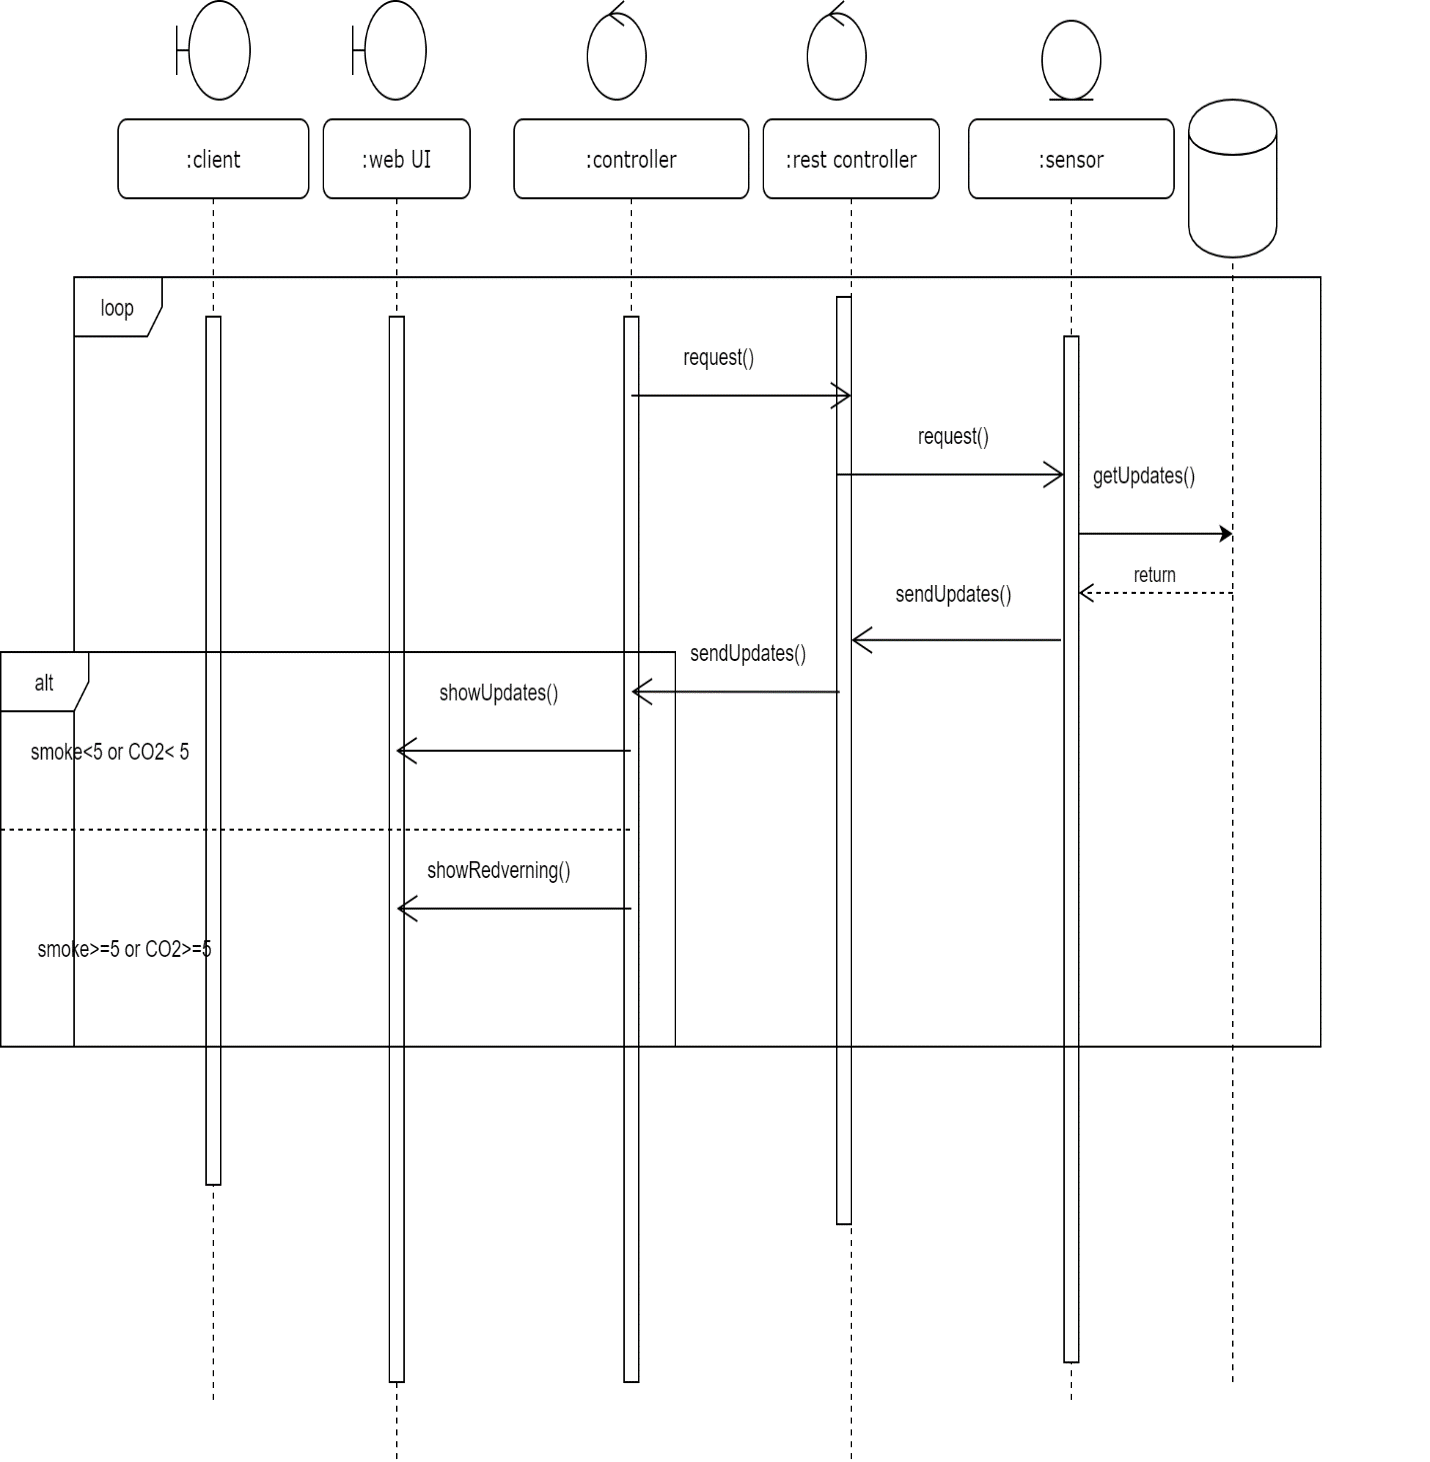 :client
:web UI
:controller
:rest controller
:sensor
loop
request()
request()
getUpdates()
return
sendUpdates()
sendUpdates()
alt
showUpdates()
smoke<5 or CO2< 5
showRedverning()
smoke>=5 or CO2>=5